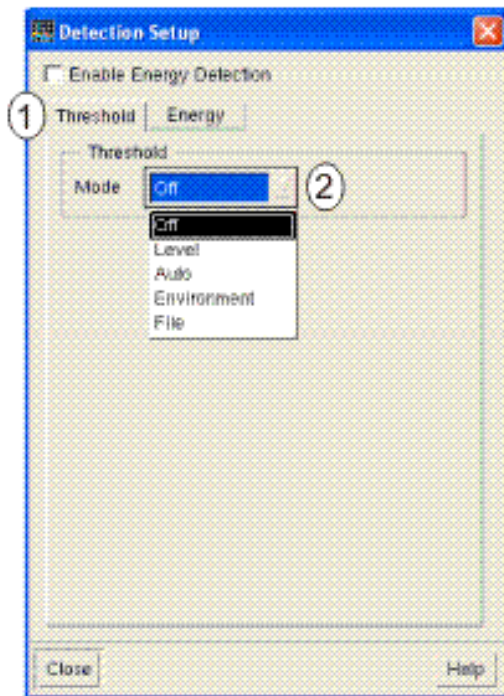 Detection Setup
Enable Energy Detection
1 Threshold Energy
Threshold
Mode Off 2
Off
Level
Auto
Environment
File
Close Help